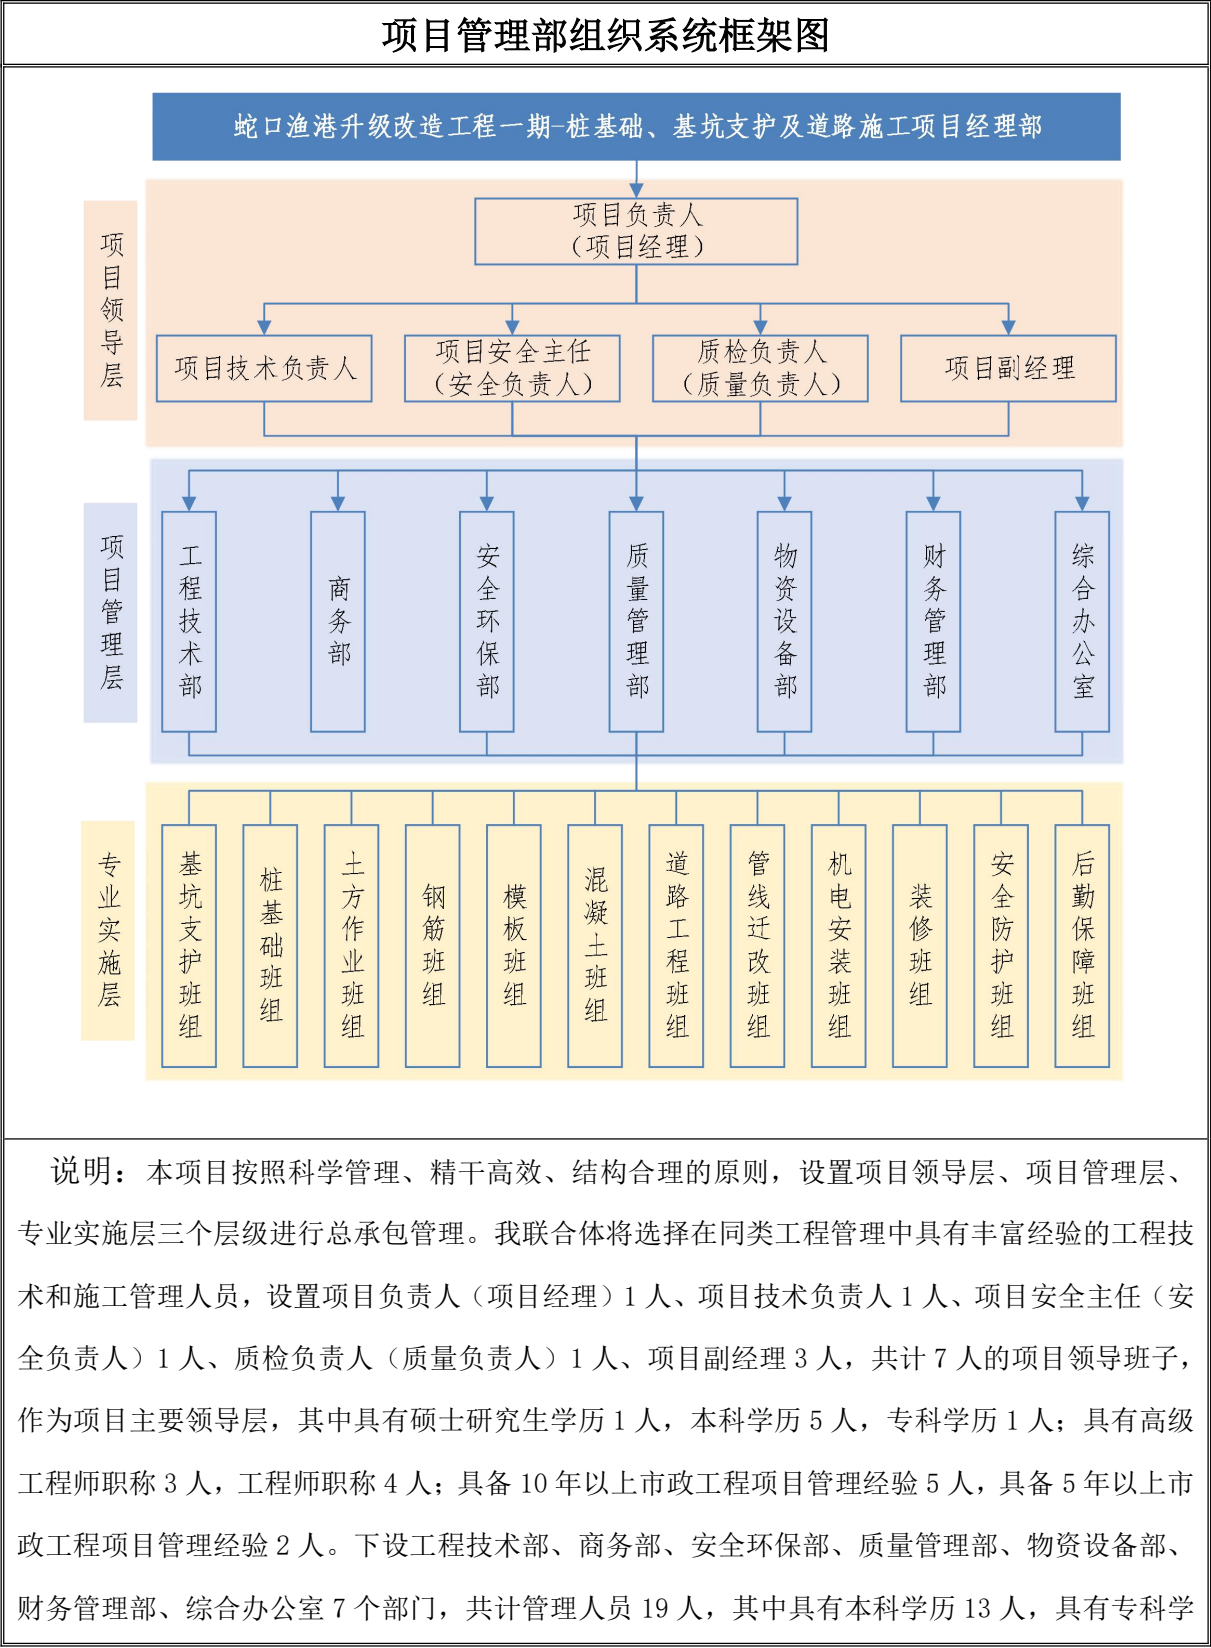 项目管理部组织系统框架图
蛇口渔港升级改造工程一期-桩基础、基坑支护及道路施工项目经理部
项目领导层
项目负责人
（项目经理）
项目技术负责人
项目安全主任
（安全负责人）
质检负责人
（质量负责人）
项目副经理
项目管理层
工程技术部
商务部
安全环保部
质量管理部
物资设备部
财务管理部
综合办公室
专业实施层
基坑支护班组
桩基础班组
土方作业班组
钢筋班组
模板班组
混凝土班组
道路工程班组
管线迁改班组
机电安装班组
装修班组
安全防护班组
后勤保障班组
说明：本项目按照科学管理、精干高效、结构合理的原则，设置项目领导层、项目管理层、
专业实施层三个层级进行总承包管理。我联合体将选择在同类工程管理中具有丰富经验的工程技
术和施工管理人员，设置项目负责人（项目经理）1 人、项目技术负责人 1 人、项目安全主任（安
全负责人）1 人、质检负责人（质量负责人）1 人、项目副经理 3 人，共计 7 人的项目领导班子，
作为项目主要领导层，其中具有硕士研究生学历 1 人，本科学历 5 人，专科学历 1 人；具有高级
工程师职称 3 人，工程师职称 4 人；具备 10 年以上市政工程项目管理经验 5 人，具备 5 年以上市
政工程项目管理经验 2 人。下设工程技术部、商务部、安全环保部、质量管理部、物资设备部、
财务管理部、综合办公室 7 个部门，共计管理人员 19 人，其中具有本科学历 13 人，具有专科学